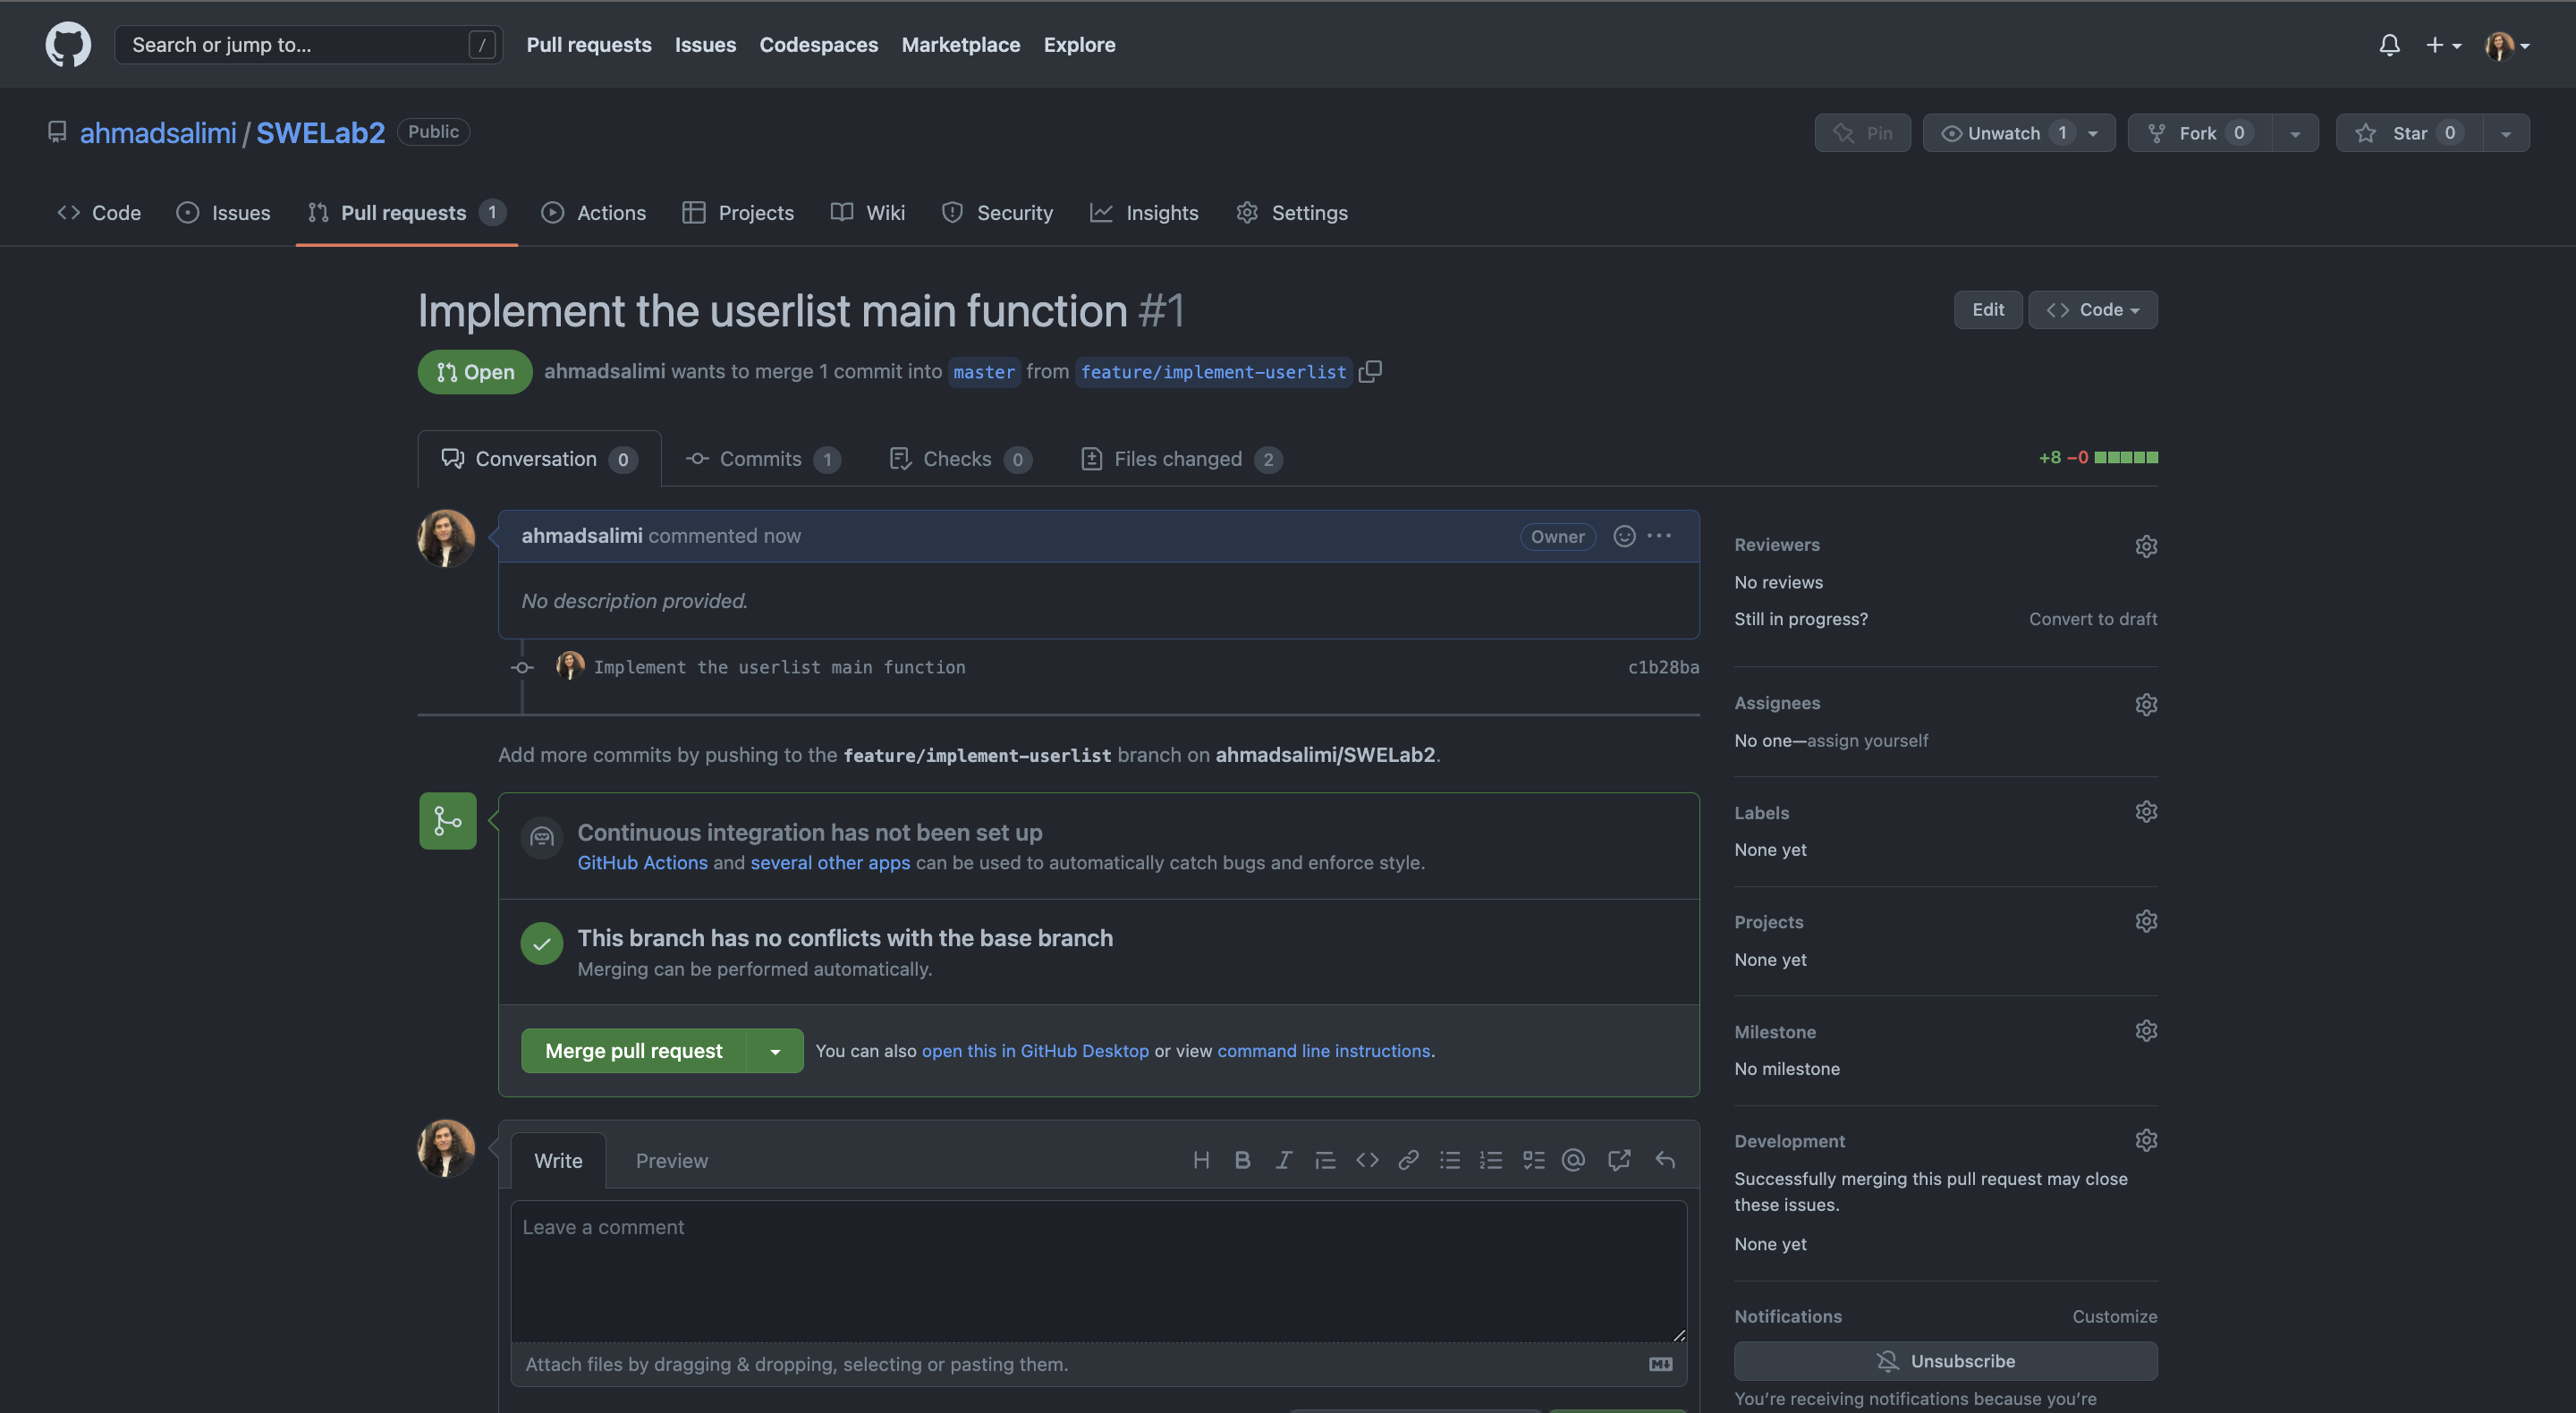 Search or jump to... /
Pull requests Issues Codespaces Marketplace Explore
ahmadsalimi / SWELab2 Public
Pin Unwatch 1 Fork 0 Star 0
Code Issues Pull requests 1 Actions Projects Wiki Security Insights Settings
Implement the userlist main function #1
Edit Code
Open ahmadsalimi wants to merge 1 commit into master from feature/implement-userlist
Conversation 0 Commits 1 Checks 0 Files changed 2
+8 −0
ahmadsalimi commented now
Owner
No description provided.
Implement the userlist main function c1b28ba
Add more commits by pushing to the feature/implement-userlist branch on ahmadsalimi/SWELab2.
Continuous integration has not been set up
GitHub Actions and several other apps can be used to automatically catch bugs and enforce style.
This branch has no conflicts with the base branch
Merging can be performed automatically.
Merge pull request You can also open this in GitHub Desktop or view command line instructions.
Write Preview
Leave a comment
Attach files by dragging & dropping, selecting or pasting them.
Reviewers
No reviews
Still in progress? Convert to draft
Assignees
No one—assign yourself
Labels
None yet
Projects
None yet
Milestone
No milestone
Development
Successfully merging this pull request may close
these issues.
None yet
Notifications Customize
Unsubscribe
You're receiving notifications because you're